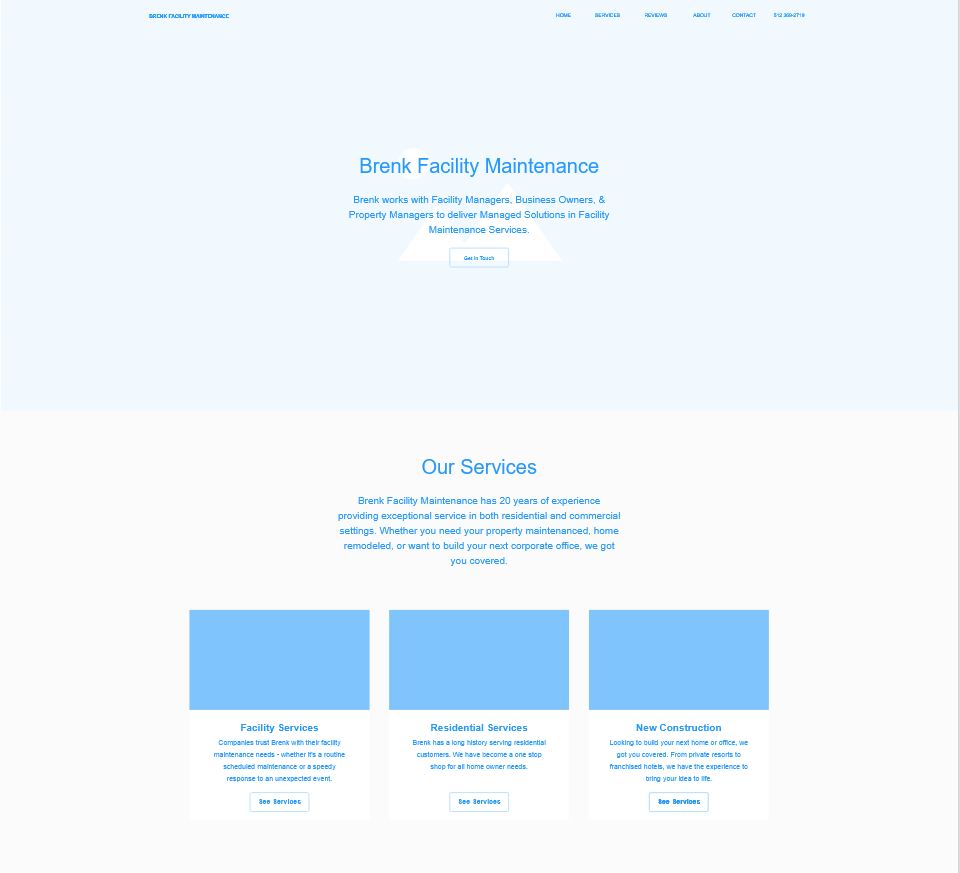 BRENK FACILITY MAINTENANCE
HOME SERVICES REVIEWS ABOUT CONTACT 512 369-2719
Brenk Facility Maintenance
Brenk works with Facility Managers, Business Owners, &
Property Managers to deliver Managed Solutions in Facility
Maintenance Services.
Get in Touch
Our Services
Brenk Facility Maintenance has 20 years of experience
providing exceptional service in both residential and commercial
settings. Whether you need your property maintenanced, home
remodeled, or want to build your next corporate office, we got
you covered.
Facility Services
Companies trust Brenk with their facility
maintenance needs - whether it's a routine
scheduled maintenance or a speedy
response to an unexpected event.
See Services
Residential Services
Brenk has a long history serving residential
customers. We have become a one stop
shop for all home owner needs.
See Services
New Construction
Looking to build your next home or office, we
got you covered. From private resorts to
franchised hotels, we have the experience to
bring your idea to life.
See Services